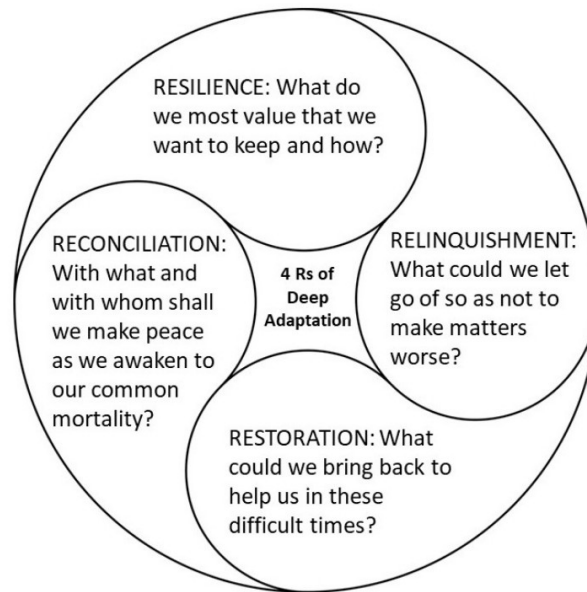 RESILIENCE: What do
we most value that we
want to keep and how?
RECONCILIATION:
With what and
with whom shall
we make peace
as we awaken to
our common
mortality?
4 Rs of
Deep
Adaptation
RELINQUISHMENT:
What could we let
go of so as not to
make matters
worse?
RESTORATION: What
could we bring back to
help us in these
difficult times?